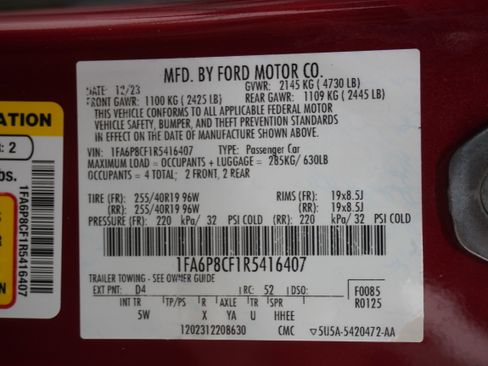 MFD. BY FORD MOTOR CO.
DATE: 12/23 GVWR: 2145 KG ( 4730 LB)
FRONT GAWR: 1100 KG ( 2425 LB) REAR GAWR: 1109 KG ( 2445 LB)
THIS VEHICLE CONFORMS TO ALL APPLICABLE FEDERAL MOTOR
VEHICLE SAFETY, BUMPER, AND THEFT PREVENTION STANDARDS
IN EFFECT ON THE DATE OF MANUFACTURE SHOWN ABOVE.
VIN: 1FA6P8CF1R5416407 TYPE: Passenger Car
MAXIMUM LOAD = OCCUPANTS + LUGGAGE = 285KG/ 630LB
OCCUPANTS = 4 TOTAL; 2 FRONT, 2 REAR
TIRE (FR): 255/40R19 96W RIMS (FR): 19x8.5J
TIRE (RR): 255/40R19 96W RIMS (RR): 19x8.5J
PRESSURE (FR): 220 kPa/ 32 PSI COLD (RR): 220 kPa/ 32 PSI COLD
1FA6P8CF1R5416407
TRAILER TOWING - SEE OWNER GUIDE
EXT PNT: D4 RC: 52 DSO: F0085
INT TR TP/PS R AXLE TR SPR R0125
5W X YA U HHEE
1202312208630 CMC 5U5A-5420472-AA
ATION
: 2
bs.
1FA6P8CF1R5416407